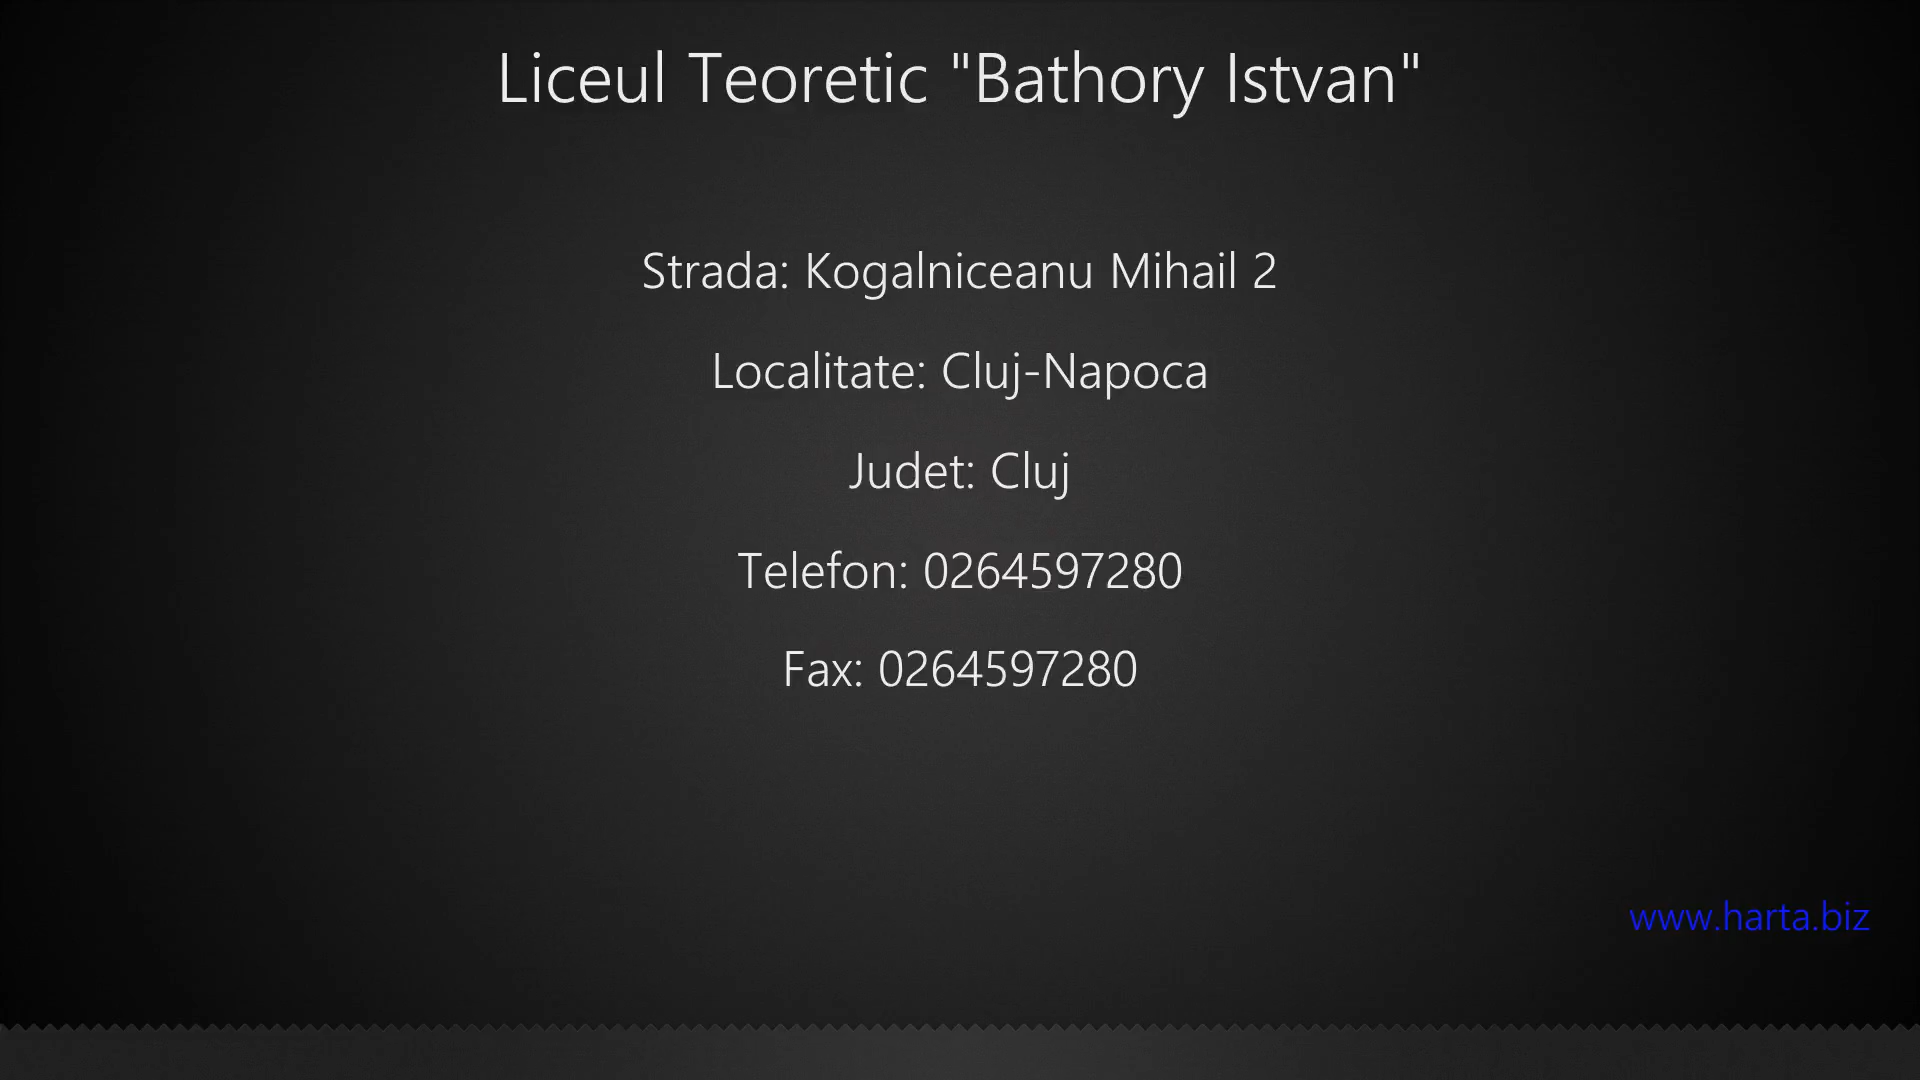 Liceul Teoretic "Bathory Istvan"
Strada: Kogalniceanu Mihail 2
Localitate: Cluj-Napoca
Judet: Cluj
Telefon: 0264597280
Fax: 0264597280
www.harta.biz